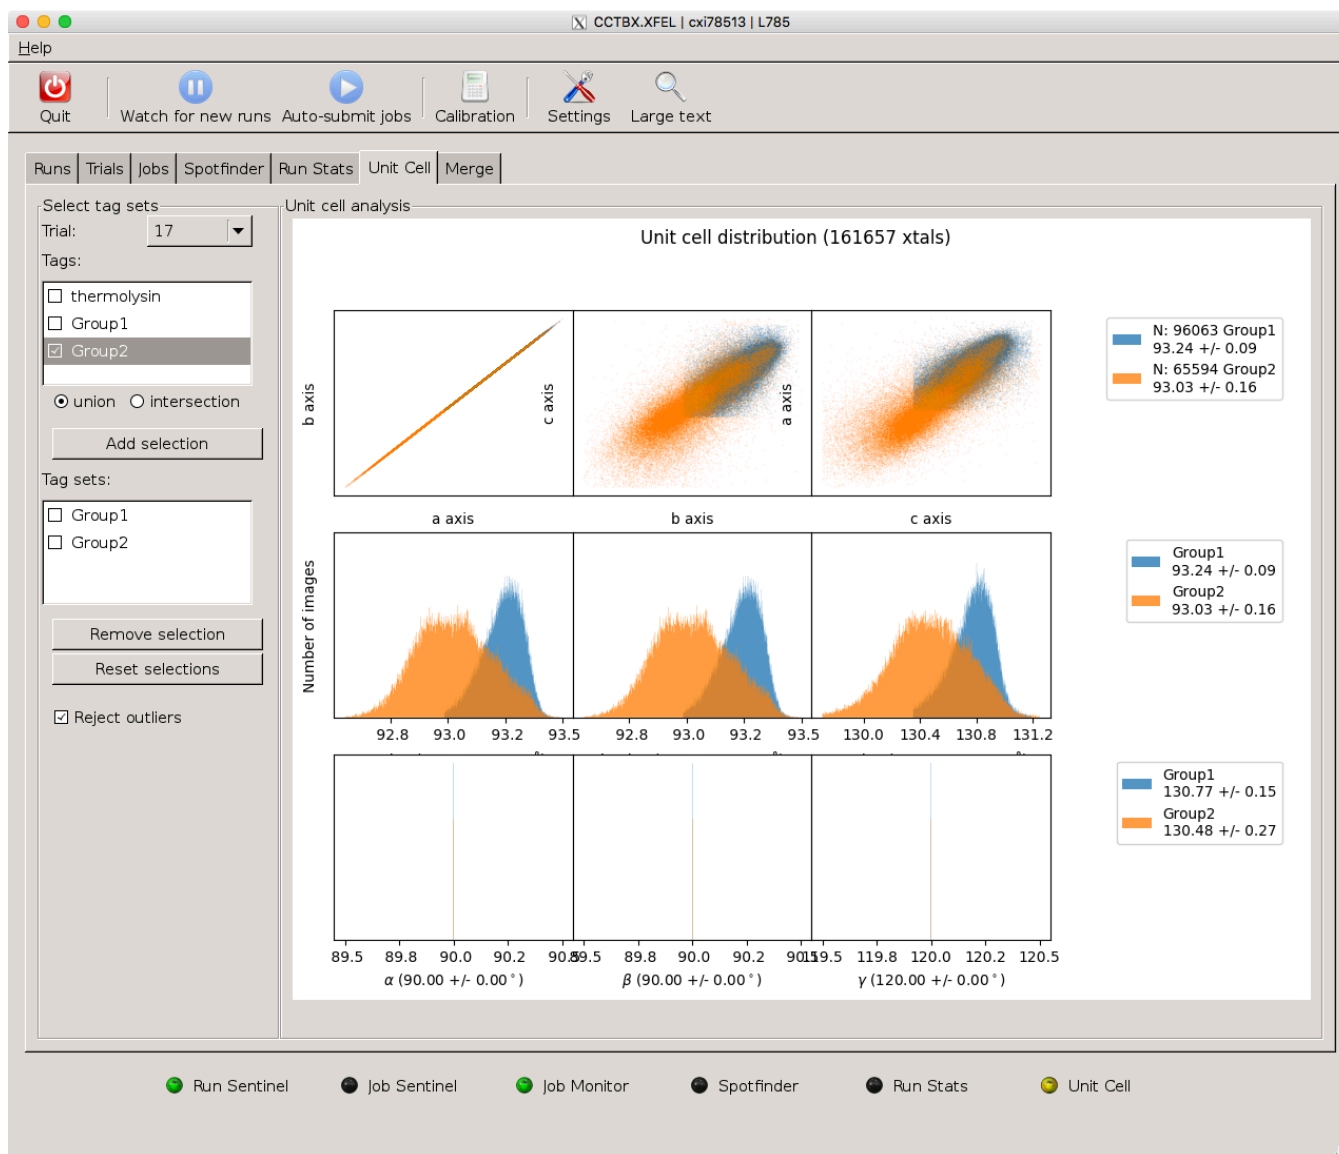 CCTBX.XFEL | cxi78513 | L785
Help
Quit
Watch for new runs
Auto-submit jobs
Calibration
Settings
Large text
Runs
Trials
Jobs
Spotfinder
Run Stats
Unit Cell
Merge
Select tag sets
Trial:
17
Tags:
thermolysin
Group1
Group2
union
intersection
Add selection
Tag sets:
Group1
Group2
Remove selection
Reset selections
Reject outliers
Unit cell analysis
Unit cell distribution (161657 xtals)
b axis
c axis
a axis
N: 96063 Group1
93.24 +/- 0.09
N: 65594 Group2
93.03 +/- 0.16
a axis
b axis
c axis
Number of images
92.8 93.0 93.2 93.5
92.8 93.0 93.2 93.5
130.0 130.4 130.8 131.2
Group1
93.24 +/- 0.09
Group2
93.03 +/- 0.16
Group1
130.77 +/- 0.15
Group2
130.48 +/- 0.27
89.5 89.8 90.0 90.2 90.5
89.5 89.8 90.0 90.2 90.5
119.5 119.8 120.0 120.2 120.5
α (90.00 +/- 0.00°)
β (90.00 +/- 0.00°)
γ (120.00 +/- 0.00°)
Run Sentinel
Job Sentinel
Job Monitor
Spotfinder
Run Stats
Unit Cell